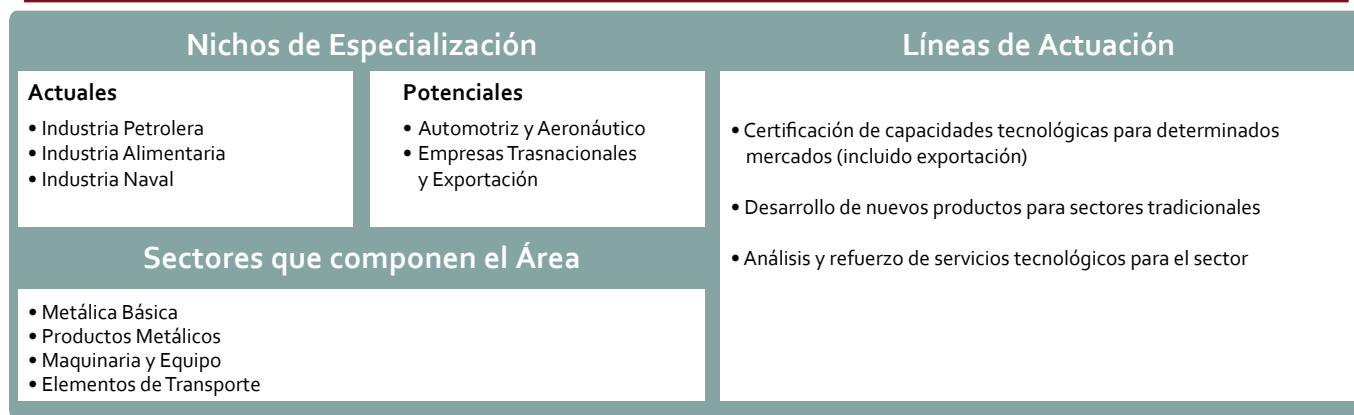 Nichos de Especialización
Actuales
• Industria Petrolera
• Industria Alimentaria
• Industria Naval
Potenciales
• Automotriz y Aeronáutico
• Empresas Trasnacionales
y Exportación
Sectores que componen el Área
• Metálica Básica
• Productos Metálicos
• Maquinaria y Equipo
• Elementos de Transporte
Líneas de Actuación
• Certificación de capacidades tecnológicas para determinados
mercados (incluido exportación)
• Desarrollo de nuevos productos para sectores tradicionales
• Análisis y refuerzo de servicios tecnológicos para el sector